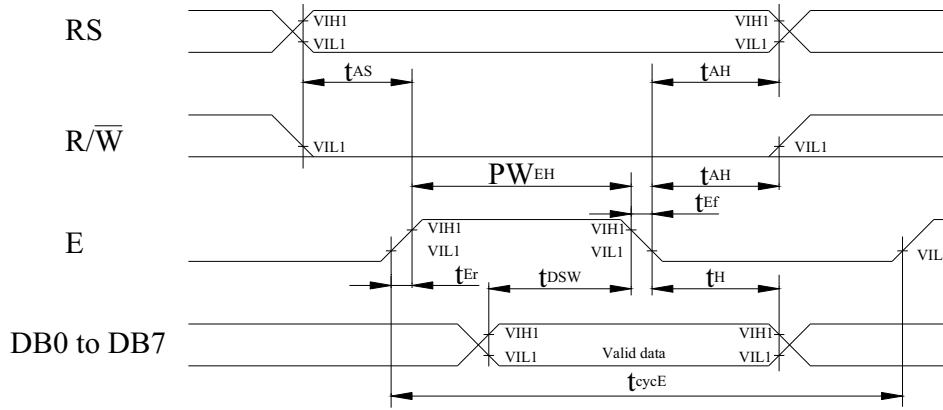 RS
VIH1
VIL1
VIH1
VIL1
tAS
tAH
R/W̅
VIL1
VIL1
PWEH
tAH
tEf
E
VIH1
VIL1
VIH1
VIL1
VIL
tEr
tDSW
tH
DB0 to DB7
VIH1
VIL1
Valid data
VIH1
VIL1
tcycE